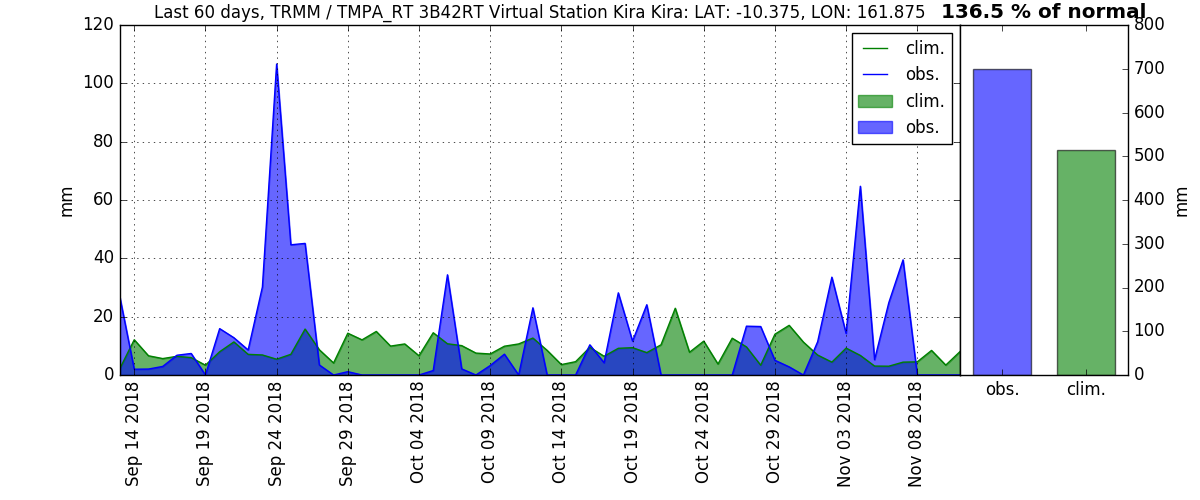 Last 60 days, TRMM / TMPA_RT 3B42RT Virtual Station Kira Kira: LAT: -10.375, LON: 161.875
136.5 % of normal
120
100
80
60
40
20
0
mm
clim.
obs.
clim.
obs.
Sep 14 2018
Sep 19 2018
Sep 24 2018
Sep 29 2018
Oct 04 2018
Oct 09 2018
Oct 14 2018
Oct 19 2018
Oct 24 2018
Oct 29 2018
Nov 03 2018
Nov 08 2018
800
700
600
500
400
300
200
100
0
mm
obs.
clim.